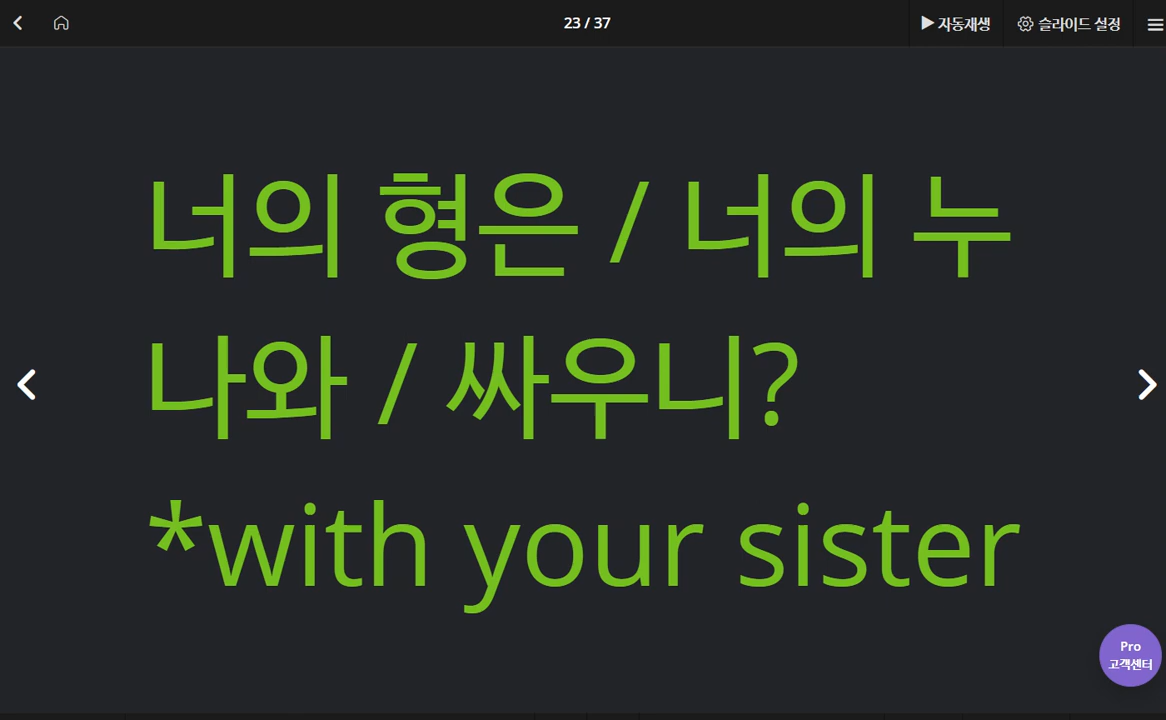 23 / 37
▶ 자동재생
슬라이드 설정
너의 형은 / 너의 누
나와 / 싸우니?
*with your sister
Pro
고객센터